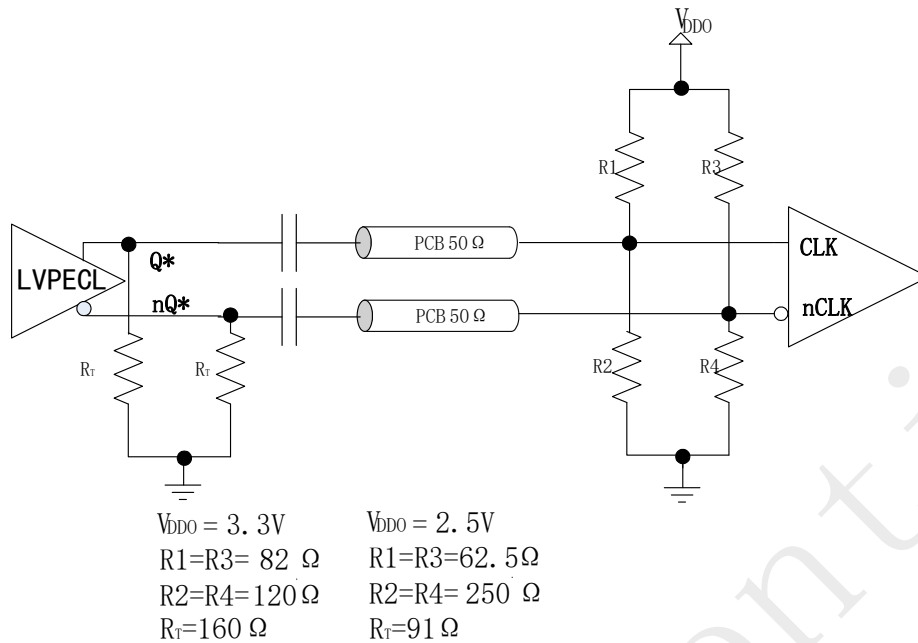 VDDO
R1
R3
PCB 50 Ω
CLK
LVPECL
Q*
nQ*
PCB 50 Ω
nCLK
RT
RT
R2
R4
VDDO = 3.3V
R1=R3= 82 Ω
R2=R4=120 Ω
RT=160 Ω
VDDO = 2.5V
R1=R3=62.5Ω
R2=R4= 250 Ω
RT=91 Ω
onti